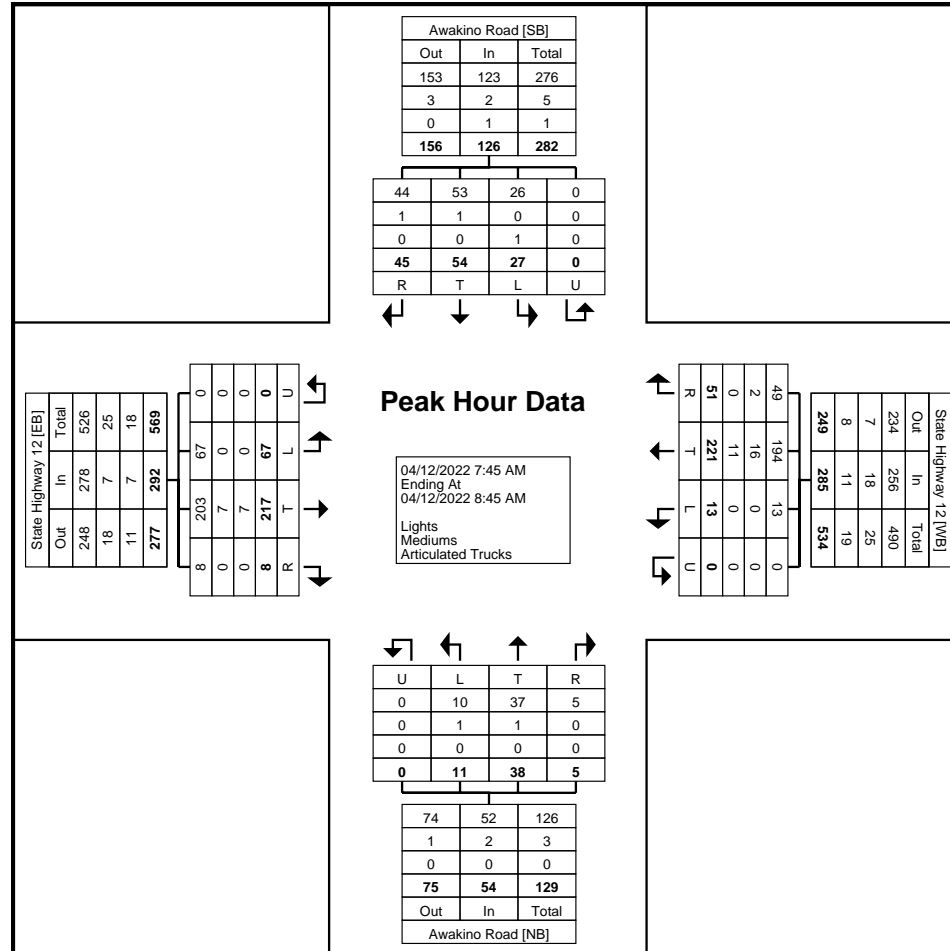 Awakino Road [SB]
Out In Total
153 123 276
3 2 5
0 1 1
156 126 282
44 53 26 0
1 1 0 0
0 0 1 0
45 54 27 0
R T L U
State Highway 12 [EB]
Total In Out
526 278 248
25 7 18
18 7 11
569 292 277
0 67 203 8
0 0 7 0
0 0 7 0
0 67 217 8
U L T R
Peak Hour Data
04/12/2022 7:45 AM
Ending At
04/12/2022 8:45 AM
Lights
Mediums
Articulated Trucks
R T L U
51 221 13 0
0 11 0 0
2 16 0 0
49 194 13 0
249 285 534
8 11 19
7 18 25
234 256 490
Out In Total
State Highway 12 [WB]
U L T R
0 10 37 5
0 1 1 0
0 0 0 0
0 11 38 5
74 52 126
1 2 3
0 0 0
75 54 129
Out In Total
Awakino Road [NB]